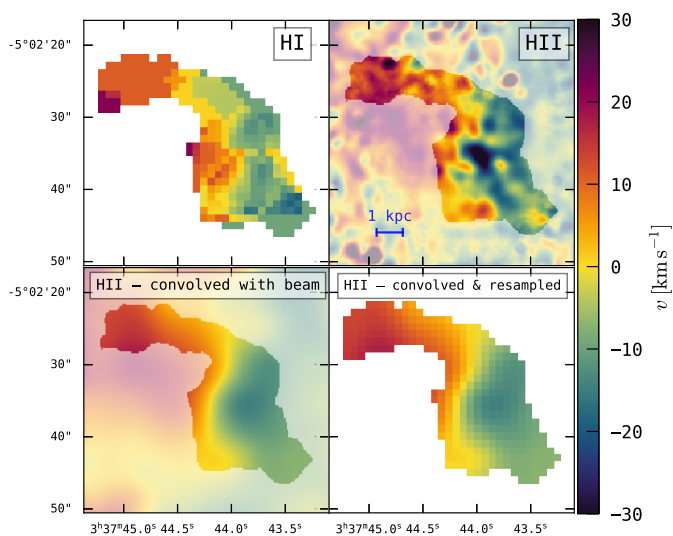 HI
HII
-5°02'20"
30"
40"
50"
1 kpc
HII – convolved with beam
HII – convolved & resampled
-5°02'20"
30"
40"
50"
3ʰ37ᵐ45.0ˢ 44.5ˢ 44.0ˢ 43.5ˢ
3ʰ37ᵐ45.0ˢ 44.5ˢ 44.0ˢ 43.5ˢ
30
20
10
0
-10
-20
-30
v [km s⁻¹]